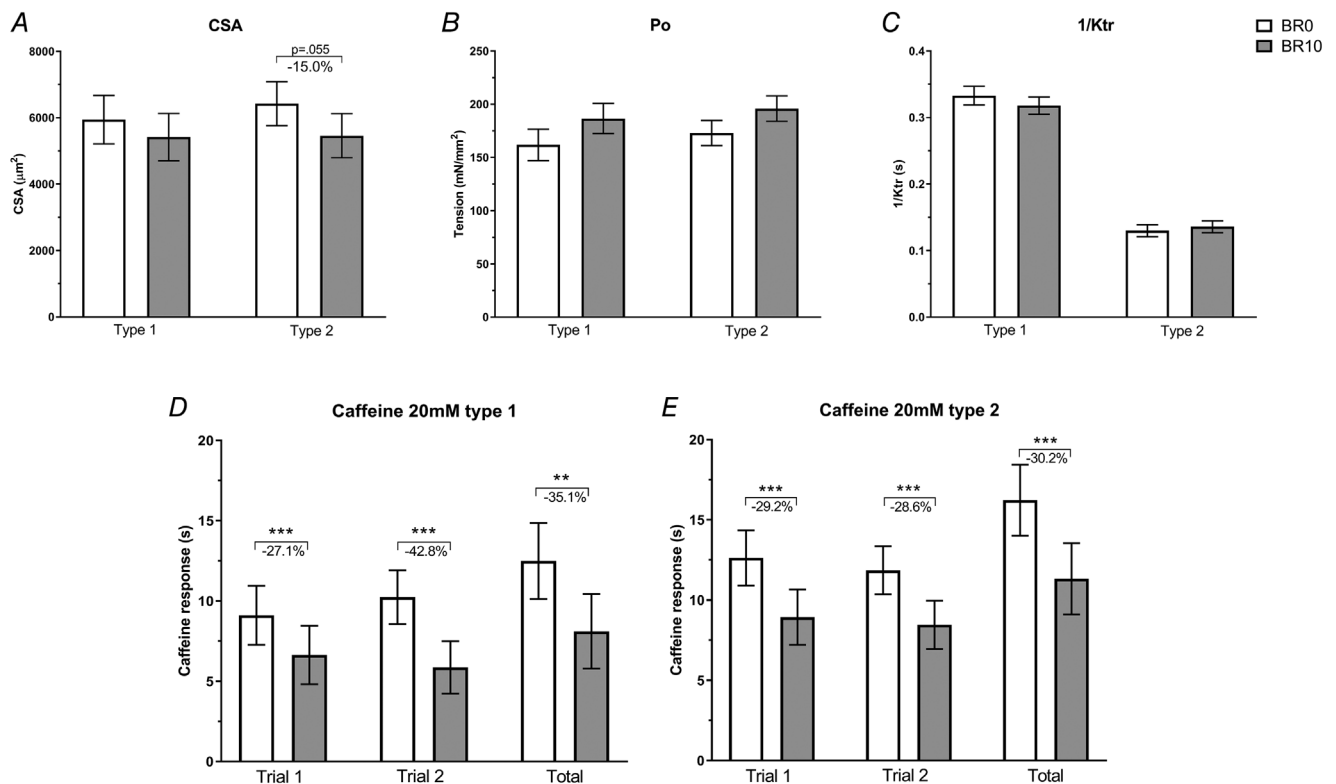 A
CSA
8000
6000
4000
2000
0
CSA (μm²)
p=.055
-15.0%
Type 1
Type 2
B
Po
250
200
150
100
50
0
Tension (mN/mm²)
Type 1
Type 2
C
1/Ktr
0.4
0.3
0.2
0.1
0.0
1/Ktr (s)
Type 1
Type 2
BR0
BR10
D
Caffeine 20mM type 1
20
15
10
5
0
Caffeine response (s)
***
-27.1%
***
-42.8%
**
-35.1%
Trial 1
Trial 2
Total
E
Caffeine 20mM type 2
20
15
10
5
0
Caffeine response (s)
***
-29.2%
***
-28.6%
***
-30.2%
Trial 1
Trial 2
Total